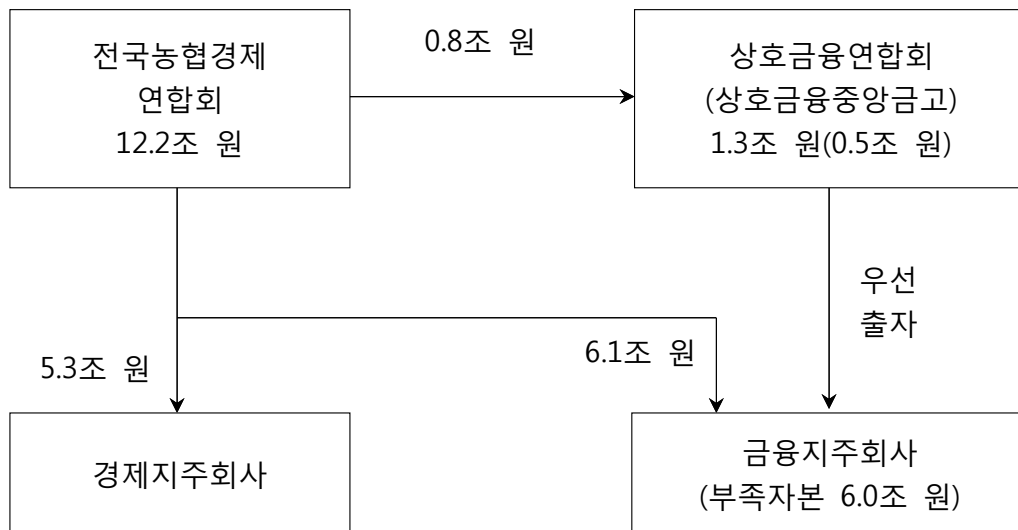 전국농협경제
연합회
12.2조 원
0.8조 원
상호금융연합회
(상호금융중앙금고)
1.3조 원(0.5조 원)
우선
출자
5.3조 원
6.1조 원
경제지주회사
금융지주회사
(부족자본 6.0조 원)